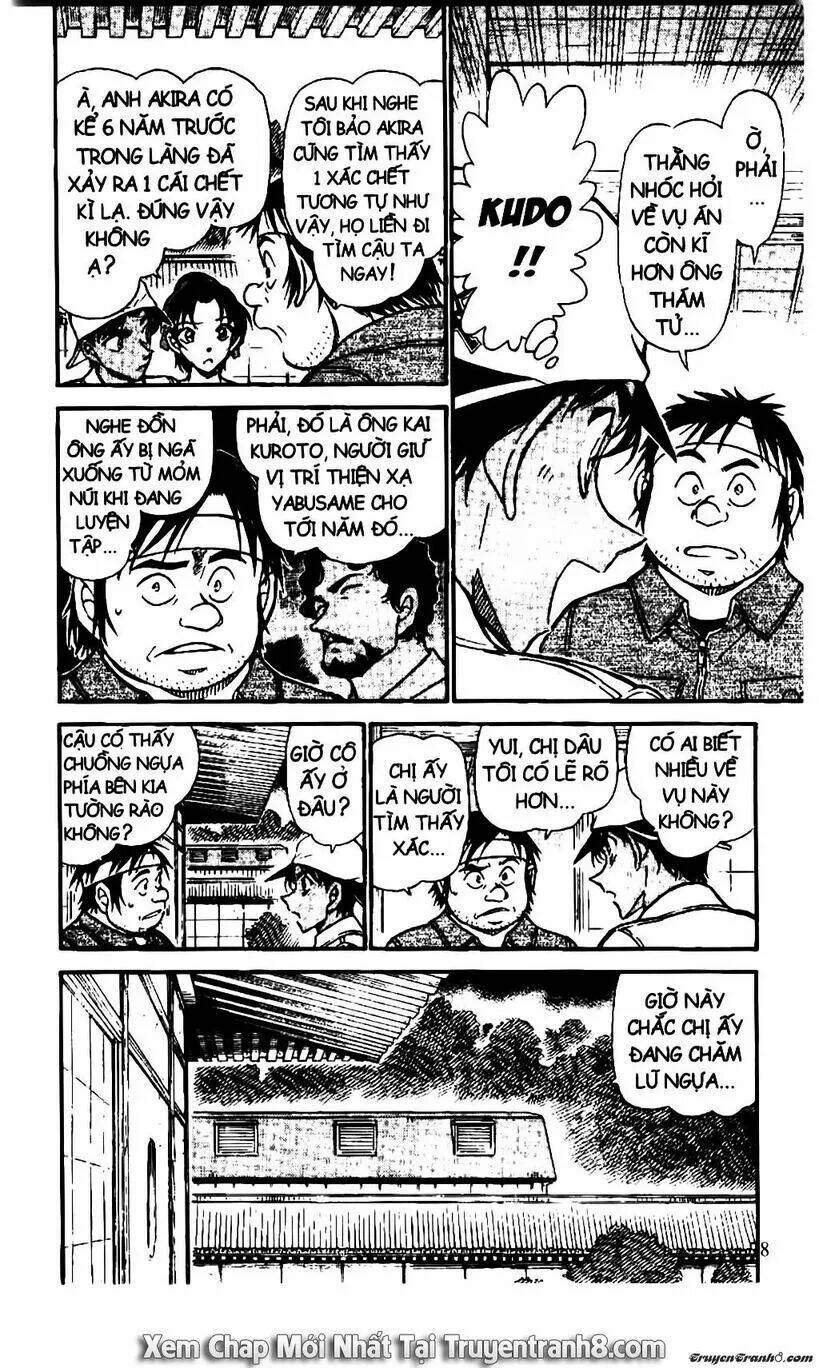 Ờ,
PHẢI
...
THẰNG
NHÓC HỎI
VỀ VỤ ÁN
CÒN KĨ
HƠN ÔNG
THÁM
TỬ...
KUDO
!!
SAU KHI NGHE
TÔI BẢO AKIRA
CŨNG TÌM THẤY
1 XÁC CHẾT
TƯƠNG TỰ NHƯ
VẬY, HỌ LIỀN ĐI
TÌM CẬU TA
NGAY!
À, ANH AKIRA CÓ
KỂ 6 NĂM TRƯỚC
TRONG LÀNG ĐÃ
XẢY RA 1 CÁI CHẾT
KÌ LẠ. ĐÚNG VẬY
KHÔNG
Ạ?
PHẢI, ĐÓ LÀ ÔNG KAI
KUROTO, NGƯỜI GIỮ
VỊ TRÍ THIỆN XẠ
YABUSAME CHO
TỚI NĂM ĐÓ...
NGHE ĐỒN
ÔNG ẤY BỊ NGÃ
XUỐNG TỪ MỎM
NÚI KHI ĐANG
LUYỆN
TẬP...
CÓ AI BIẾT
NHIỀU VỀ
VỤ NÀY
KHÔNG?
YUI, CHỊ DÂU
TÔI CÓ LẼ RÕ
HƠN...
CHỊ ẤY
LÀ NGƯỜI
TÌM THẤY
XÁC...
GIỜ CÔ
ẤY Ở
ĐÂU?
CẬU CÓ THẤY
CHUỒNG NGỰA
PHÍA BÊN KIA
TƯỜNG RÀO
KHÔNG?
GIỜ NÀY
CHẮC CHỊ ẤY
ĐANG CHĂM
LŨ NGỰA...
8
Xem Chap Mới Nhất Tại Truyentranh8.com
TruyenTranh8.com